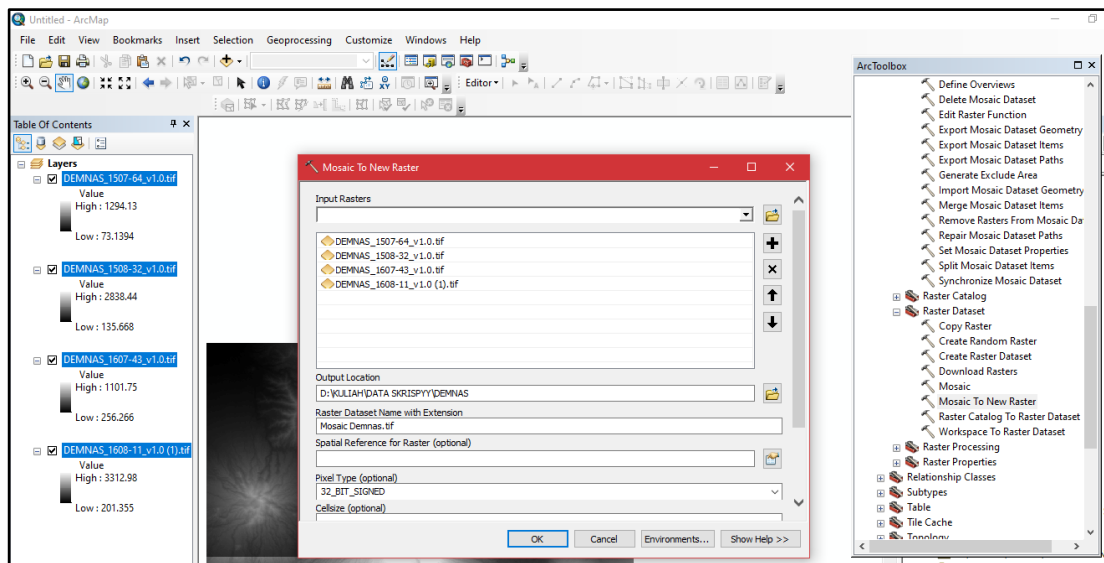 Untitled - ArcMap
File Edit View Bookmarks Insert Selection Geoprocessing Customize Windows Help
Editor
Table Of Contents
Layers
DEMNAS_1507-64_v1.0.tif
Value
High : 1294.13
Low : 73.1394
DEMNAS_1508-32_v1.0.tif
Value
High : 2838.44
Low : 135.668
DEMNAS_1607-43_v1.0.tif
Value
High : 1101.75
Low : 256.266
DEMNAS_1608-11_v1.0 (1).tif
Value
High : 3312.98
Low : 201.355
Mosaic To New Raster
Input Rasters
DEMNAS_1507-64_v1.0.tif
DEMNAS_1508-32_v1.0.tif
DEMNAS_1607-43_v1.0.tif
DEMNAS_1608-11_v1.0 (1).tif
Output Location
D:\KULIAH\DATA SKRISPYY\DEMNAS
Raster Dataset Name with Extension
Mosaic Demnas.tif
Spatial Reference for Raster (optional)
Pixel Type (optional)
32_BIT_SIGNED
Cellsize (optional)
OK Cancel Environments... Show Help >>
ArcToolbox
Define Overviews
Delete Mosaic Dataset
Edit Raster Function
Export Mosaic Dataset Geometry
Export Mosaic Dataset Items
Export Mosaic Dataset Paths
Generate Exclude Area
Import Mosaic Dataset Geometry
Merge Mosaic Dataset Items
Remove Rasters From Mosaic Da
Repair Mosaic Dataset Paths
Set Mosaic Dataset Properties
Split Mosaic Dataset Items
Synchronize Mosaic Dataset
Raster Catalog
Raster Dataset
Copy Raster
Create Random Raster
Create Raster Dataset
Download Rasters
Mosaic
Mosaic To New Raster
Raster Catalog To Raster Dataset
Workspace To Raster Dataset
Raster Processing
Raster Properties
Relationship Classes
Subtypes
Table
Tile Cache
Topology